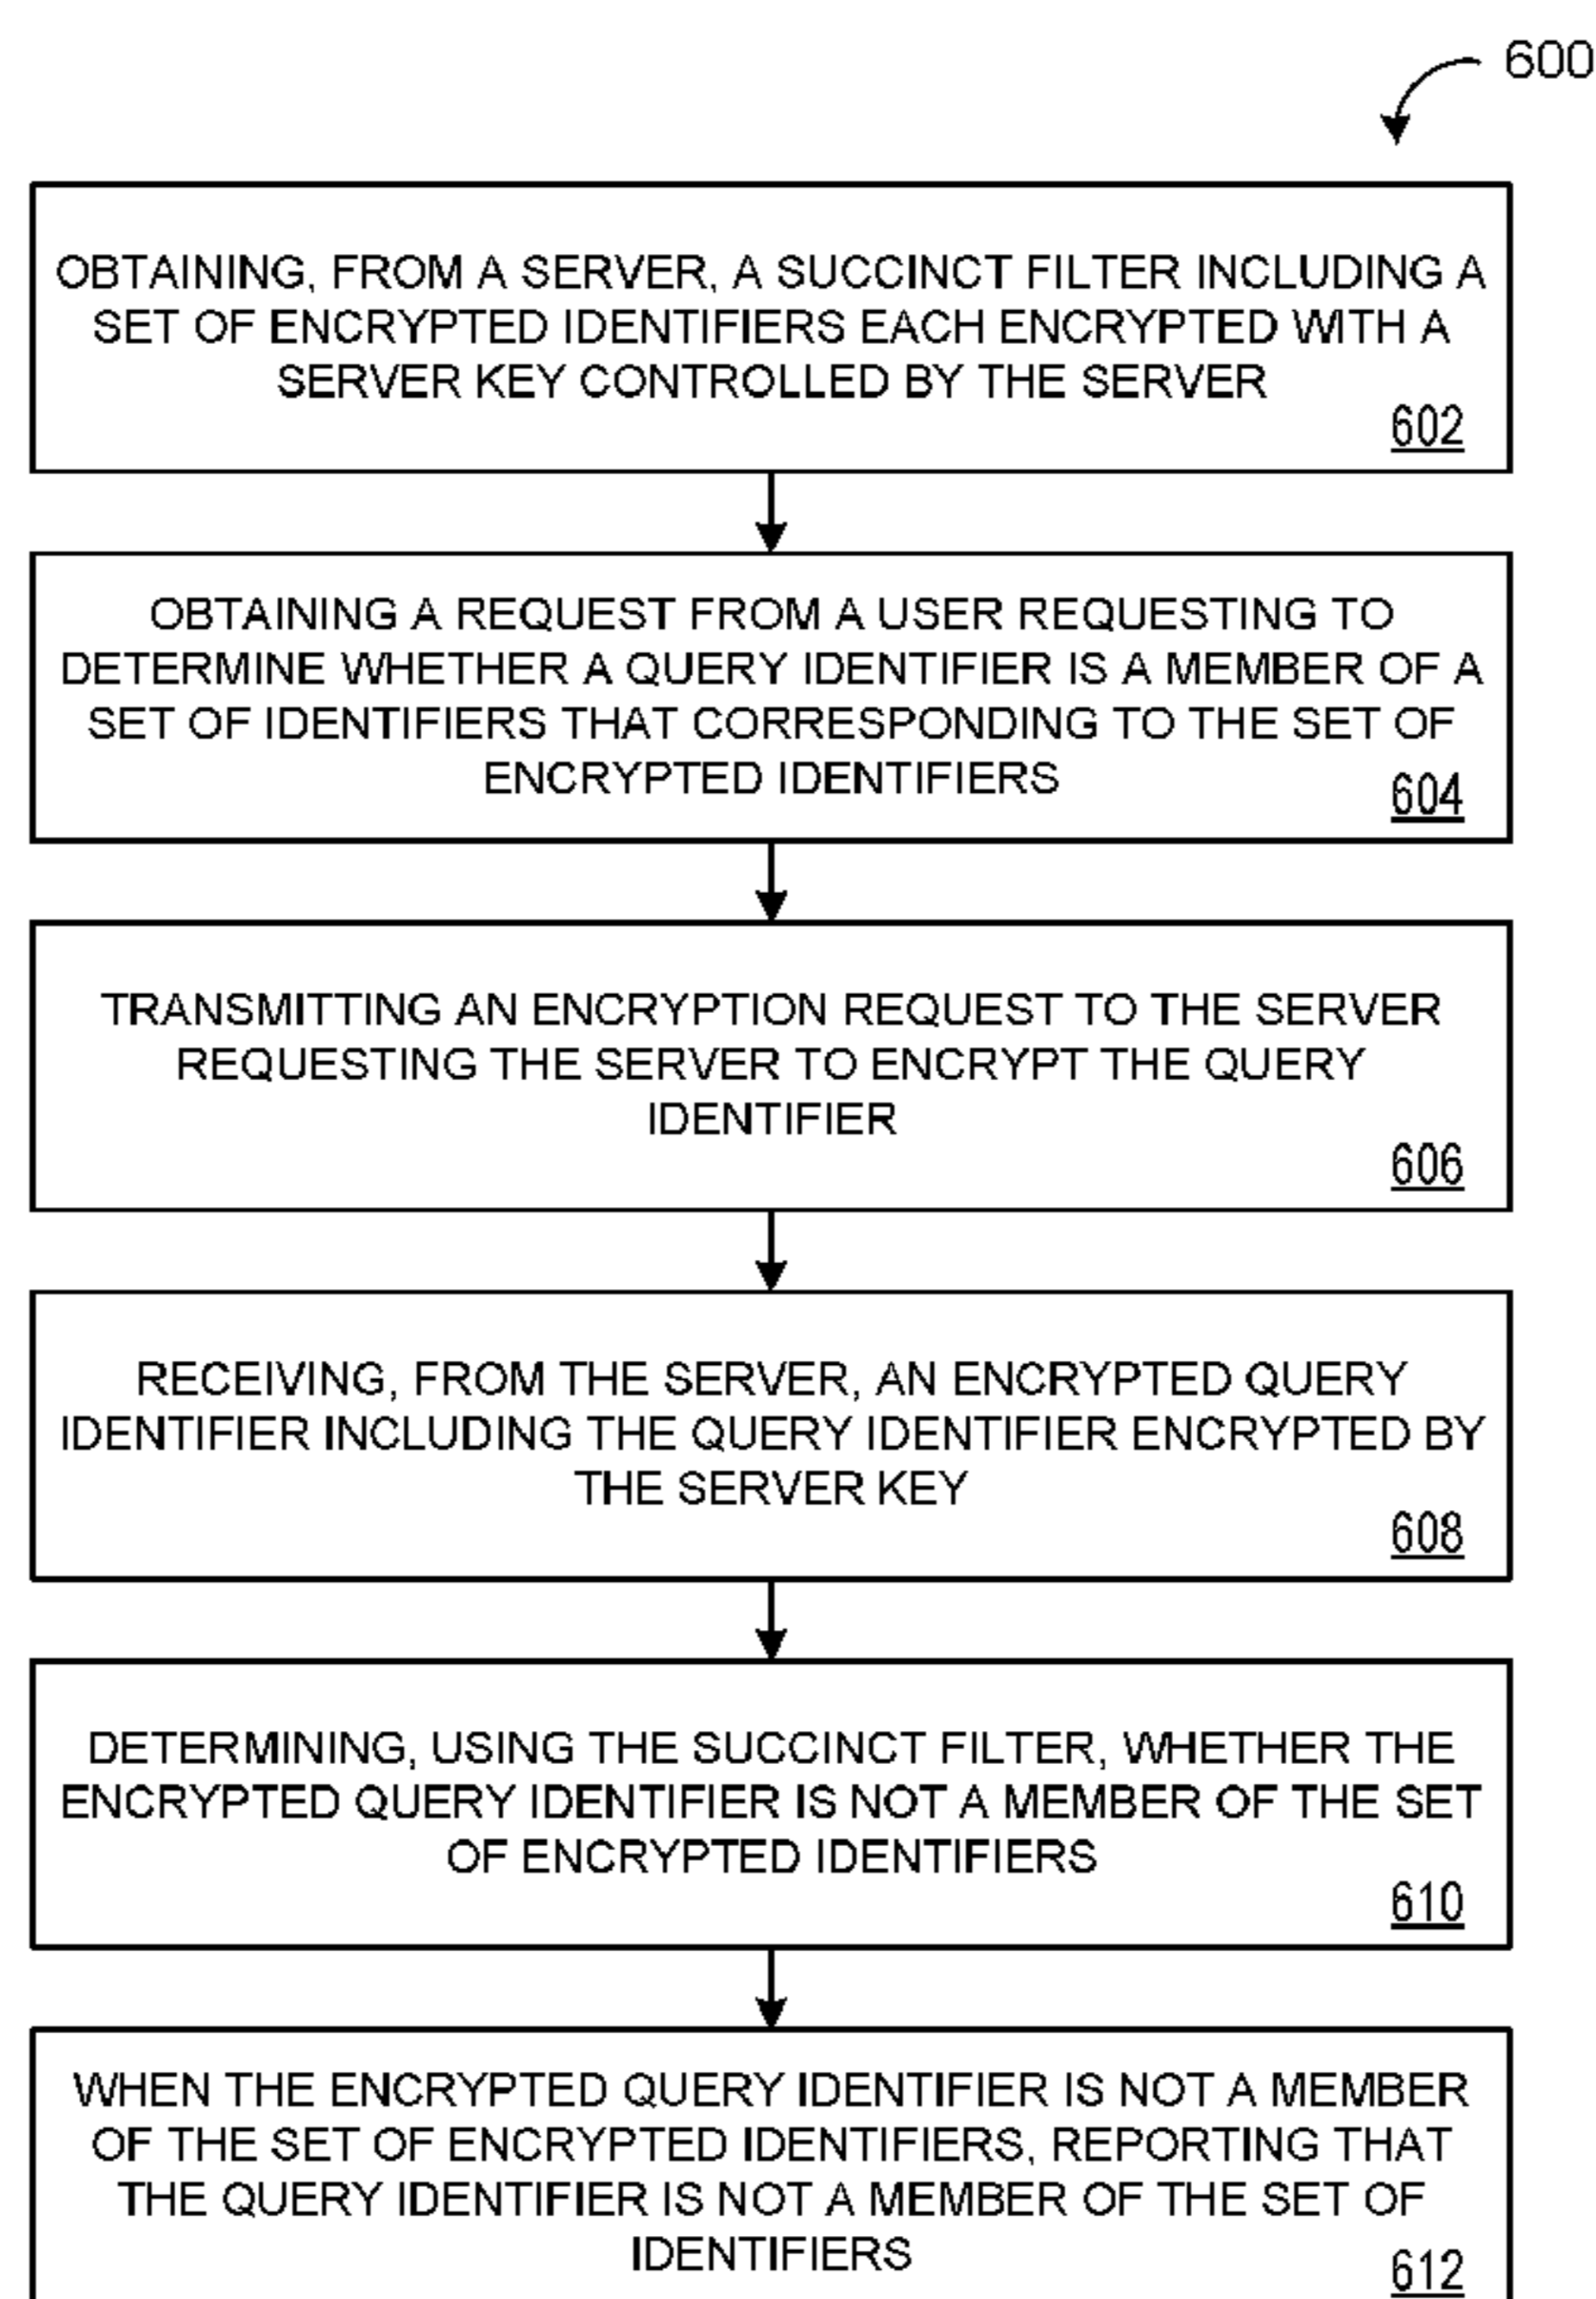 600
OBTAINING, FROM A SERVER, A SUCCINCT FILTER INCLUDING A
SET OF ENCRYPTED IDENTIFIERS EACH ENCRYPTED WITH A
SERVER KEY CONTROLLED BY THE SERVER
602
OBTAINING A REQUEST FROM A USER REQUESTING TO
DETERMINE WHETHER A QUERY IDENTIFIER IS A MEMBER OF A
SET OF IDENTIFIERS THAT CORRESPONDING TO THE SET OF
ENCRYPTED IDENTIFIERS
604
TRANSMITTING AN ENCRYPTION REQUEST TO THE SERVER
REQUESTING THE SERVER TO ENCRYPT THE QUERY
IDENTIFIER
606
RECEIVING, FROM THE SERVER, AN ENCRYPTED QUERY
IDENTIFIER INCLUDING THE QUERY IDENTIFIER ENCRYPTED BY
THE SERVER KEY
608
DETERMINING, USING THE SUCCINCT FILTER, WHETHER THE
ENCRYPTED QUERY IDENTIFIER IS NOT A MEMBER OF THE SET
OF ENCRYPTED IDENTIFIERS
610
WHEN THE ENCRYPTED QUERY IDENTIFIER IS NOT A MEMBER
OF THE SET OF ENCRYPTED IDENTIFIERS, REPORTING THAT
THE QUERY IDENTIFIER IS NOT A MEMBER OF THE SET OF
IDENTIFIERS
612